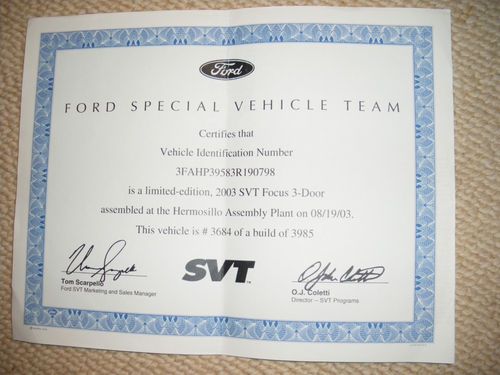 Ford
FORD SPECIAL VEHICLE TEAM
Certifies that
Vehicle Identification Number
3FAHP39583R190798
is a limited-edition, 2003 SVT Focus 3-Door
assembled at the Hermosillo Assembly Plant on 08/19/03.
This vehicle is # 3684 of a build of 3985
Tom Scarpello
Ford SVT Marketing and Sales Manager
SVT™
O.J. Coletti
Director – SVT Programs